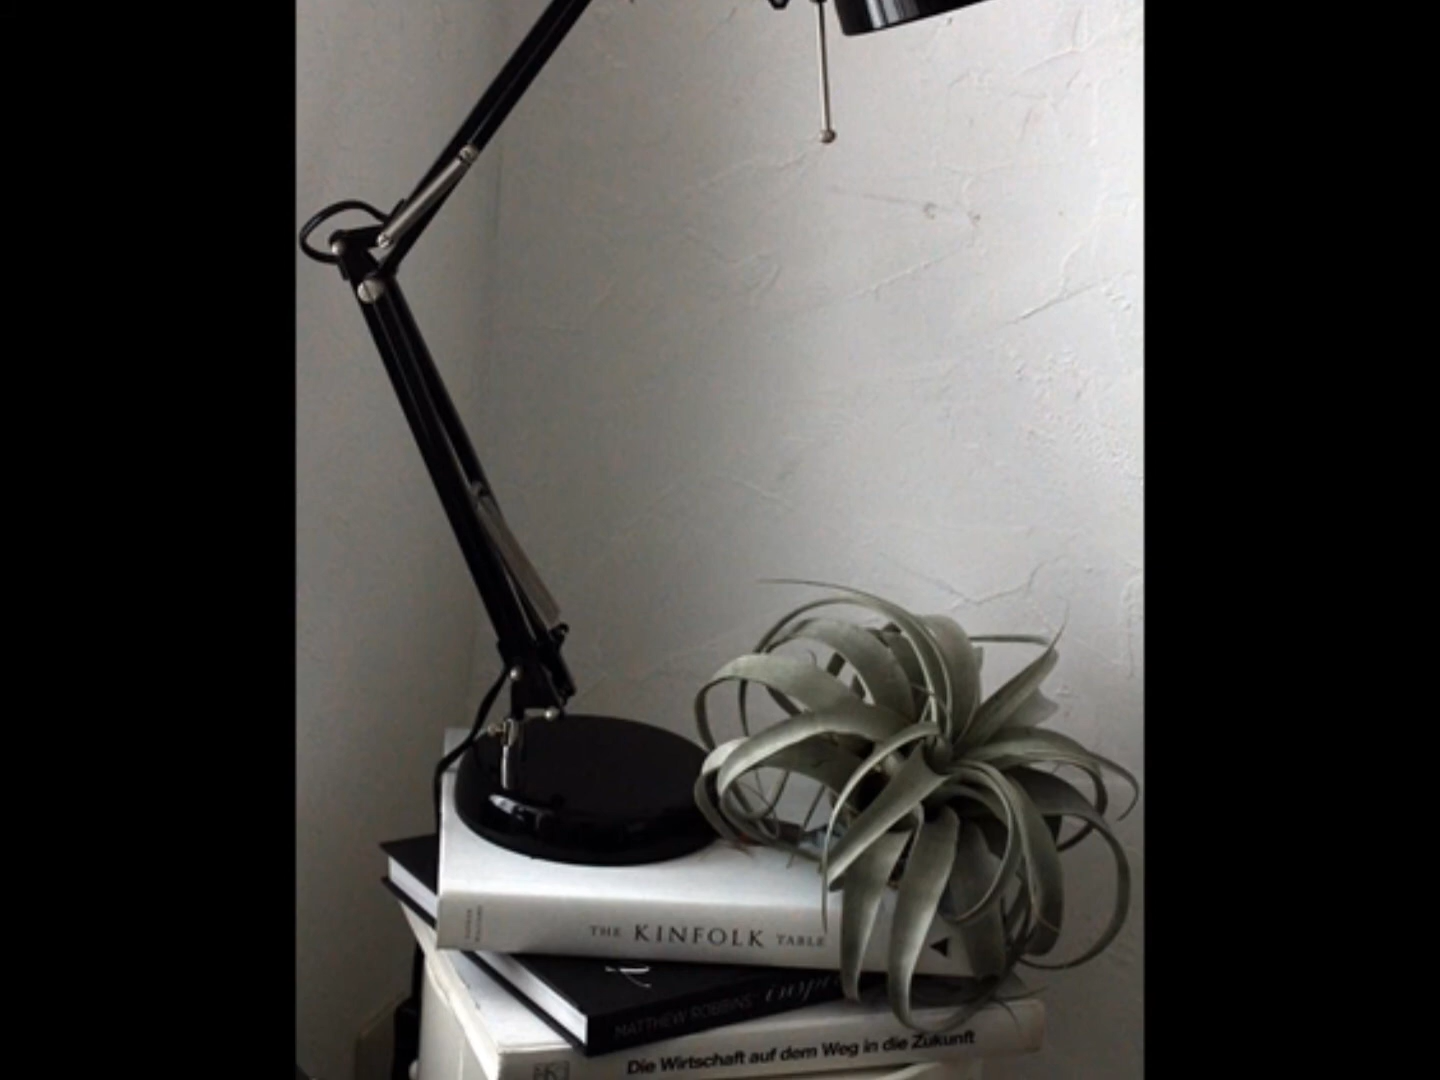 THE KINFOLK TABLE
MATTHEW ROBBINS'
Die Wirtschaft auf dem Weg in die Zukunft